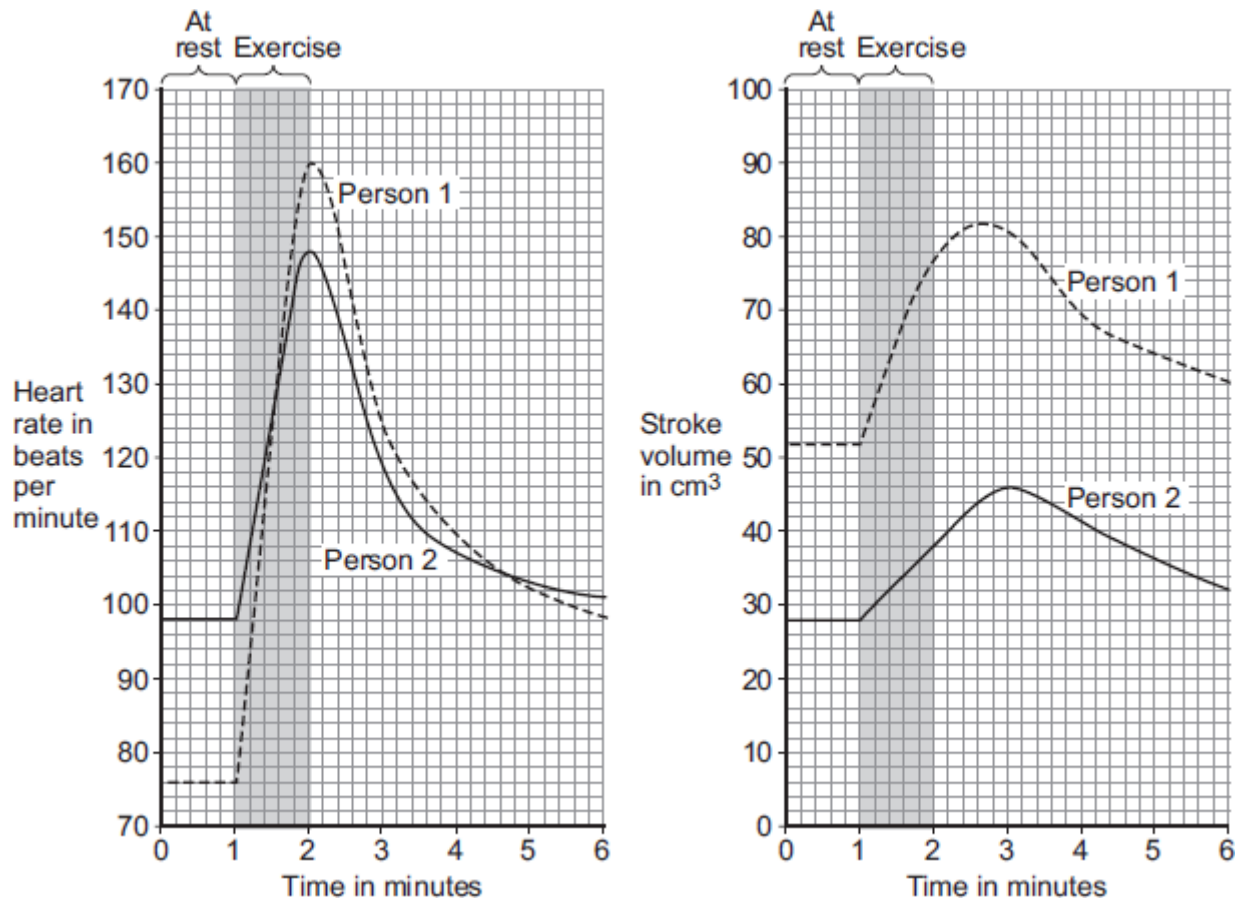 At
rest Exercise
170
160
150
140
130
120
110
100
90
80
70
Heart
rate in
beats
per
minute
Person 1
Person 2
0 1 2 3 4 5 6
Time in minutes
At
rest Exercise
100
90
80
70
60
50
40
30
20
10
0
Stroke
volume
in cm³
Person 1
Person 2
0 1 2 3 4 5 6
Time in minutes